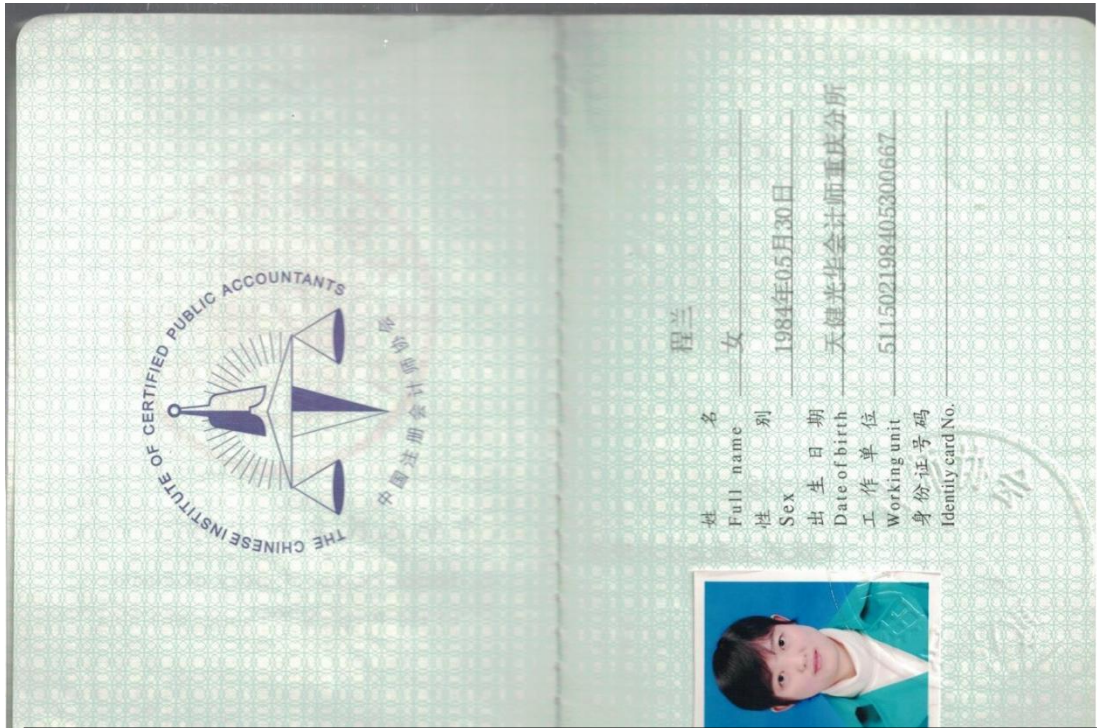 THE CHINESE INSTITUTE OF CERTIFIED PUBLIC ACCOUNTANTS
中国注册会计师协会
姓名 程兰
Full name
性别 女
Sex
出生日期 1984年05月30日
Date of birth
工作单位 天健光华会计师重庆分所
Working unit
身份证号码 511502198405300667
Identity card No.